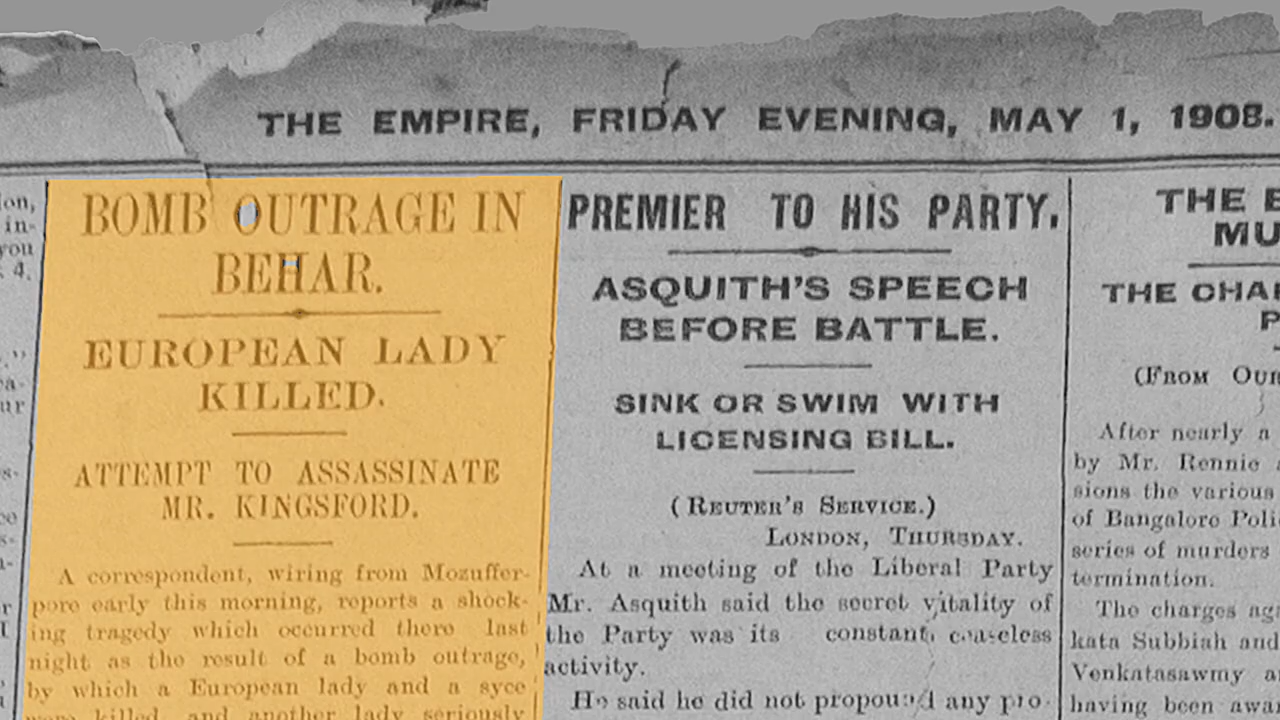 THE EMPIRE, FRIDAY EVENING, MAY 1, 1908.
ion,
in-
you
4.
BOMB OUTRAGE IN
BEHAR.
EUROPEAN LADY
KILLED.
ATTEMPT TO ASSASSINATE
MR. KINGSFORD.
A correspondent, wiring from Mozuffer-
pore early this morning, reports a shock-
ing tragedy which occurred there last
night as the result of a bomb outrage,
by which a European lady and a syce
were killed, and another lady seriously
PREMIER TO HIS PARTY.
ASQUITH'S SPEECH
BEFORE BATTLE.
SINK OR SWIM WITH
LICENSING BILL.
(REUTER'S SERVICE.)
LONDON, THURSDAY.
At a meeting of the Liberal Party
Mr. Asquith said the secret vitality of
the Party was its constant, ceaseless
activity.
He said he did not propound any pro-
THE
MU
THE CHA
(FROM OUR
After nearly a
by Mr. Rennie
sions the various
of Bangalore Poli
series of murders
termination.
The charges ag
kata Subbiah and
Venkatasawmy a
having been awa